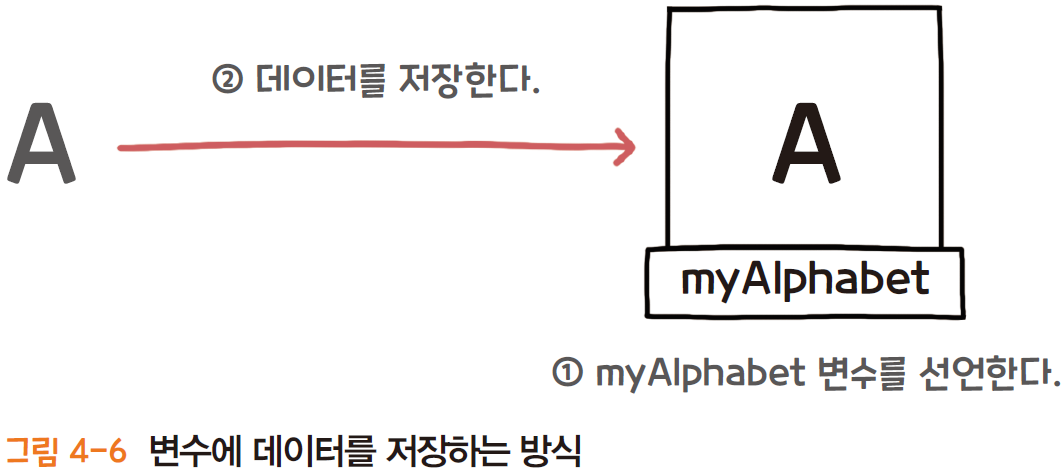 ② 데이터를 저장한다.
A
A
myAlphabet
① myAlphabet 변수를 선언한다.
그림 4-6 변수에 데이터를 저장하는 방식